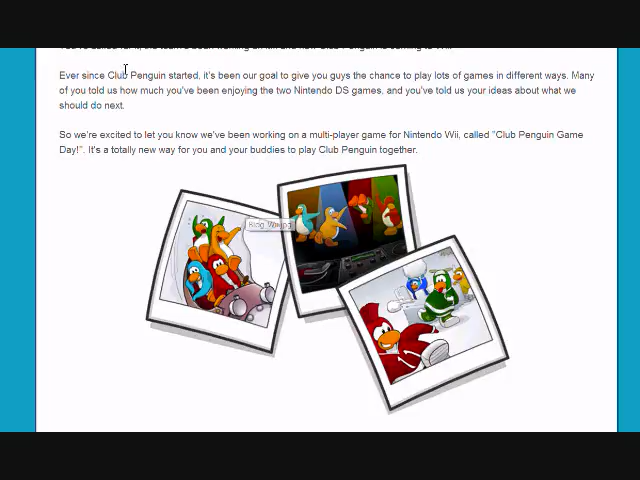 Ever since Club Penguin started, it's been our goal to give you guys the chance to play lots of games in different ways. Many
of you told us how much you've been enjoying the two Nintendo DS games, and you've told us your ideas about what we
should do next.
So we're excited to let you know we've been working on a multi-player game for Nintendo Wii, called "Club Penguin Game
Day!". It's a totally new way for you and your buddies to play Club Penguin together.